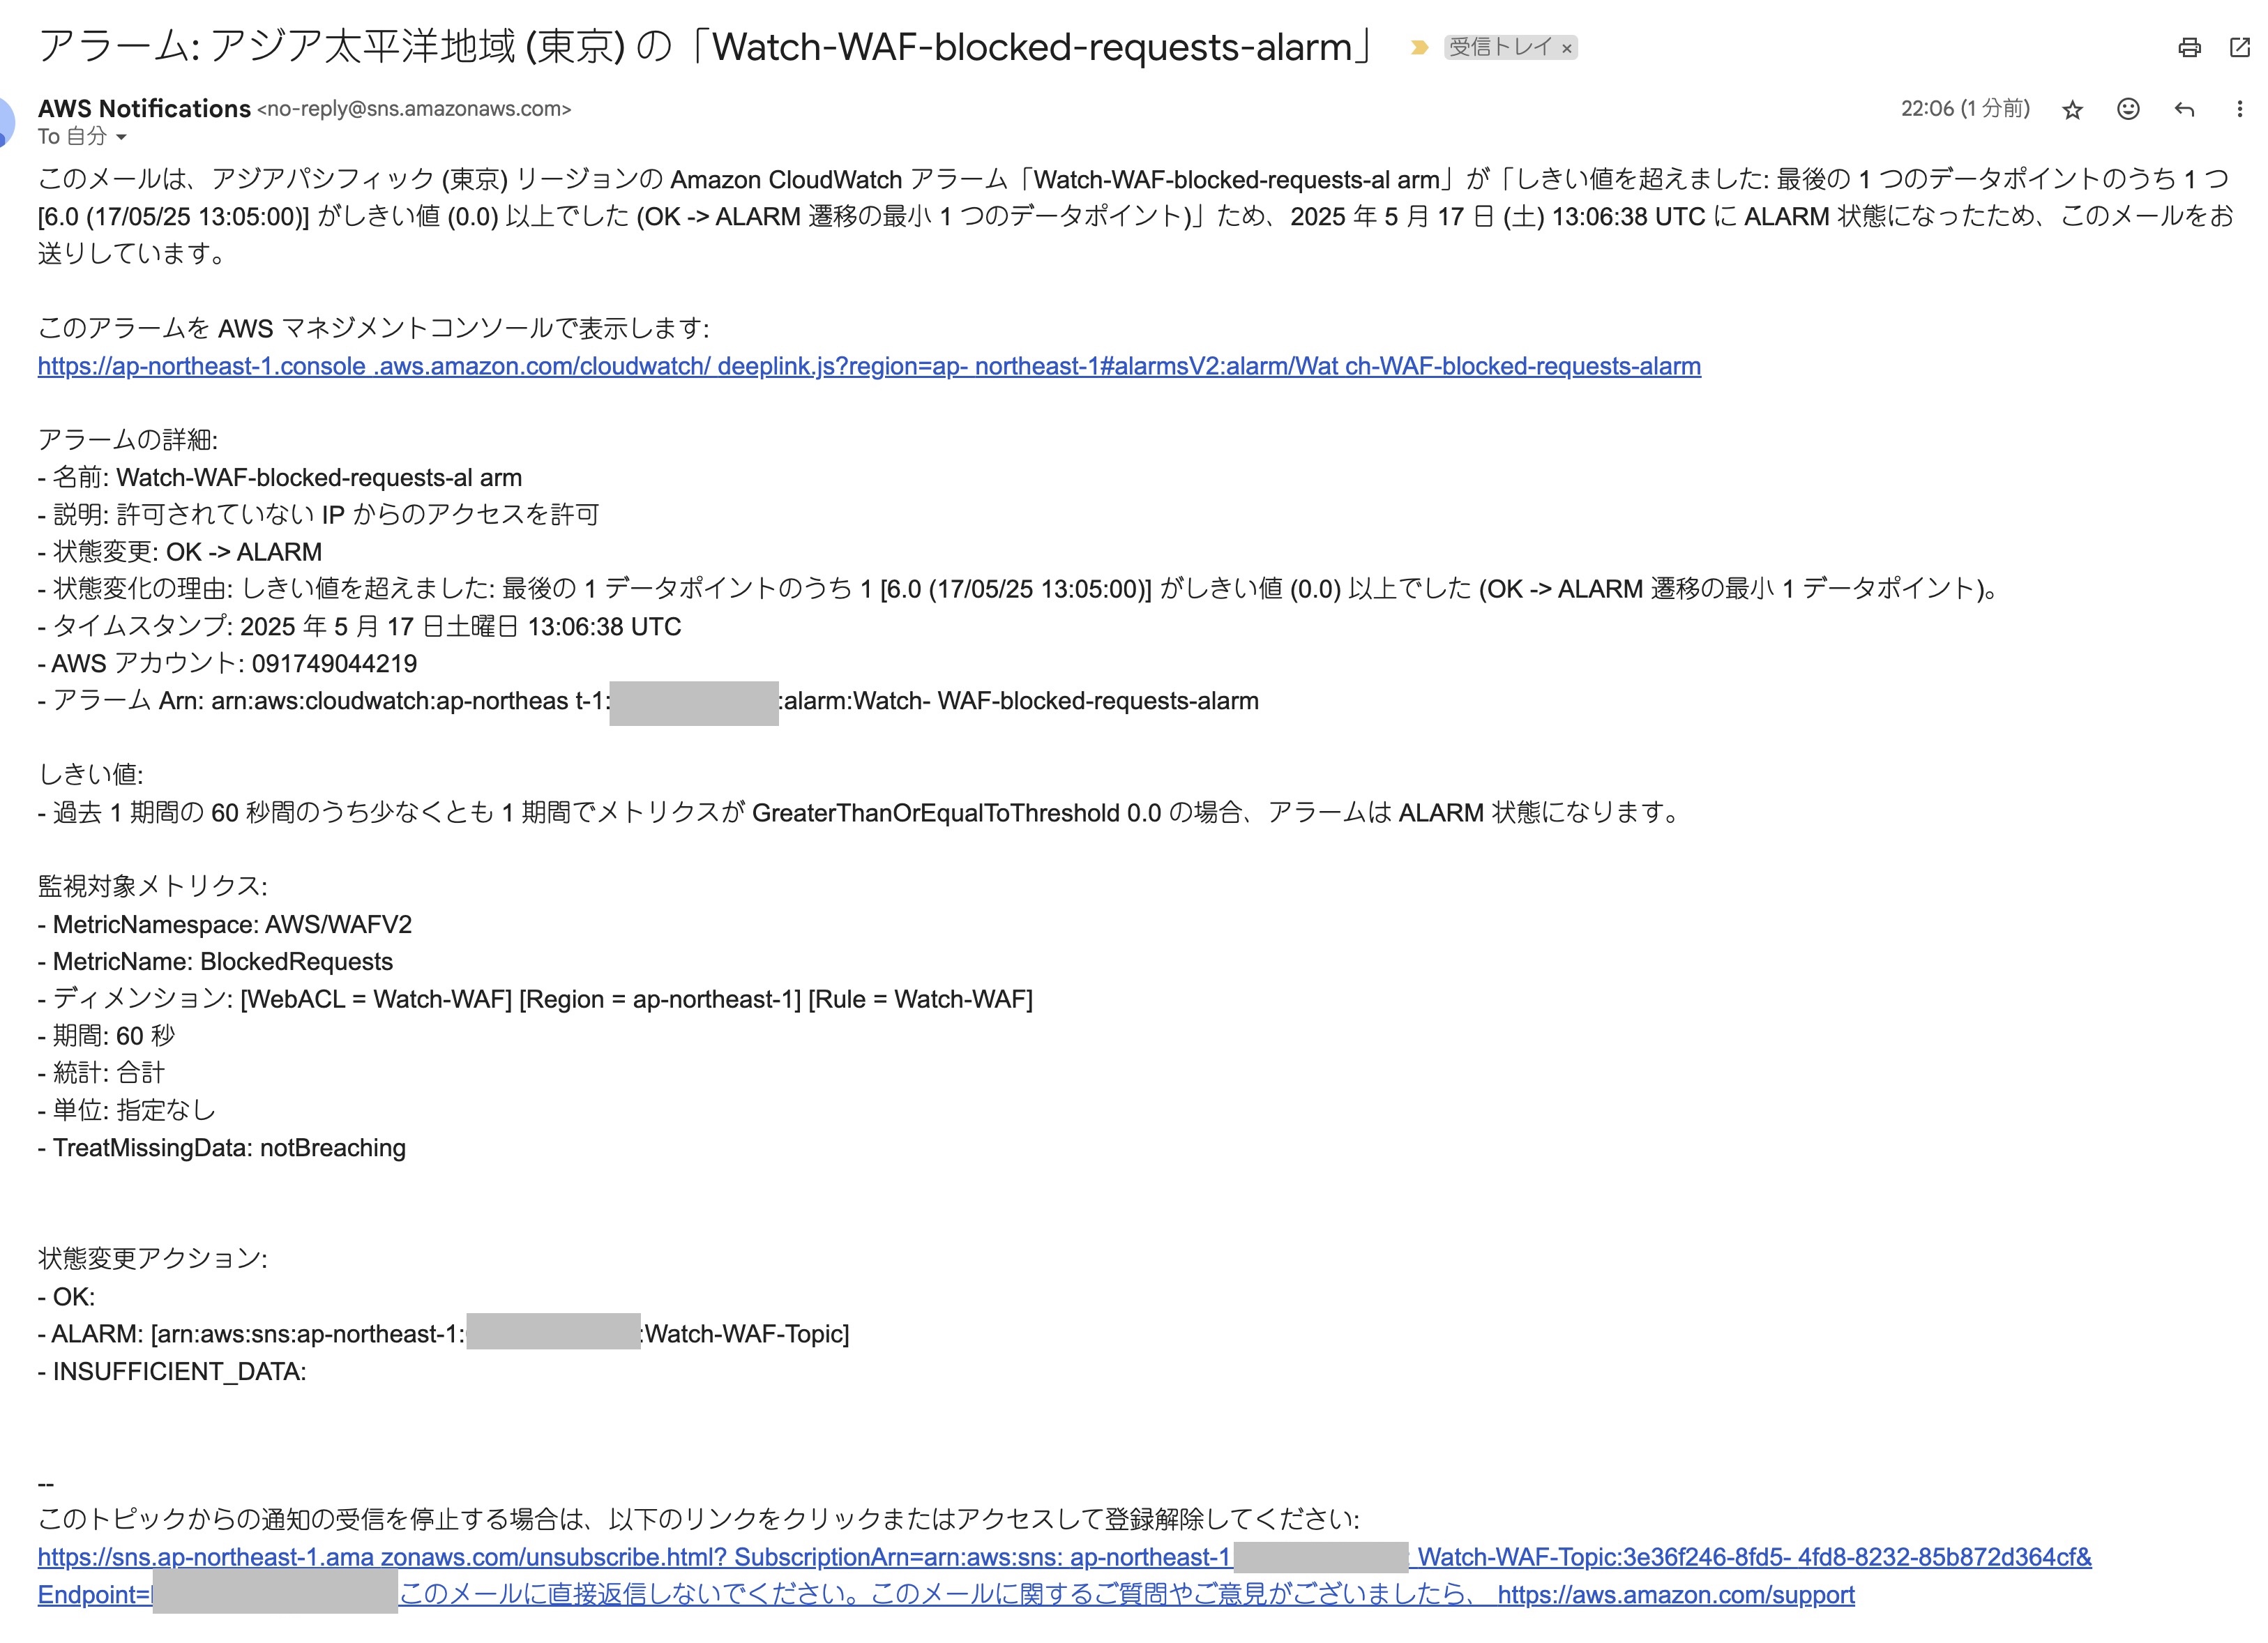 アラーム: アジア太平洋地域 (東京) の「Watch-WAF-blocked-requests-alarm」 受信トレイ ×
AWS Notifications <no-reply@sns.amazonaws.com> 22:06 (1 分前)
To 自分
このメールは、アジアパシフィック (東京) リージョンの Amazon CloudWatch アラーム「Watch-WAF-blocked-requests-al arm」が「しきい値を超えました: 最後の 1 つのデータポイントのうち 1 つ
[6.0 (17/05/25 13:05:00)] がしきい値 (0.0) 以上でした (OK -> ALARM 遷移の最小 1 つのデータポイント)」ため、2025 年 5 月 17 日 (土) 13:06:38 UTC に ALARM 状態になったため、このメールをお
送りしています。
このアラームを AWS マネジメントコンソールで表示します:
https://ap-northeast-1.console .aws.amazon.com/cloudwatch/ deeplink.js?region=ap- northeast-1#alarmsV2:alarm/Wat ch-WAF-blocked-requests-alarm
アラームの詳細:
- 名前: Watch-WAF-blocked-requests-al arm
- 説明: 許可されていない IP からのアクセスを許可
- 状態変更: OK -> ALARM
- 状態変化の理由: しきい値を超えました: 最後の 1 データポイントのうち 1 [6.0 (17/05/25 13:05:00)] がしきい値 (0.0) 以上でした (OK -> ALARM 遷移の最小 1 データポイント)。
- タイムスタンプ: 2025 年 5 月 17 日土曜日 13:06:38 UTC
- AWS アカウント: 091749044219
- アラーム Arn: arn:aws:cloudwatch:ap-northeas t-1: :alarm:Watch- WAF-blocked-requests-alarm
しきい値:
- 過去 1 期間の 60 秒間のうち少なくとも 1 期間でメトリクスが GreaterThanOrEqualToThreshold 0.0 の場合、アラームは ALARM 状態になります。
監視対象メトリクス:
- MetricNamespace: AWS/WAFV2
- MetricName: BlockedRequests
- ディメンション: [WebACL = Watch-WAF] [Region = ap-northeast-1] [Rule = Watch-WAF]
- 期間: 60 秒
- 統計: 合計
- 単位: 指定なし
- TreatMissingData: notBreaching
状態変更アクション:
- OK:
- ALARM: [arn:aws:sns:ap-northeast-1: :Watch-WAF-Topic]
- INSUFFICIENT_DATA:
--
このトピックからの通知の受信を停止する場合は、以下のリンクをクリックまたはアクセスして登録解除してください:
https://sns.ap-northeast-1.ama zonaws.com/unsubscribe.html? SubscriptionArn=arn:aws:sns: ap-northeast-1 Watch-WAF-Topic:3e36f246-8fd5- 4fd8-8232-85b872d364cf&
Endpoint= このメールに直接返信しないでください。このメールに関するご質問やご意見がございましたら、 https://aws.amazon.com/support